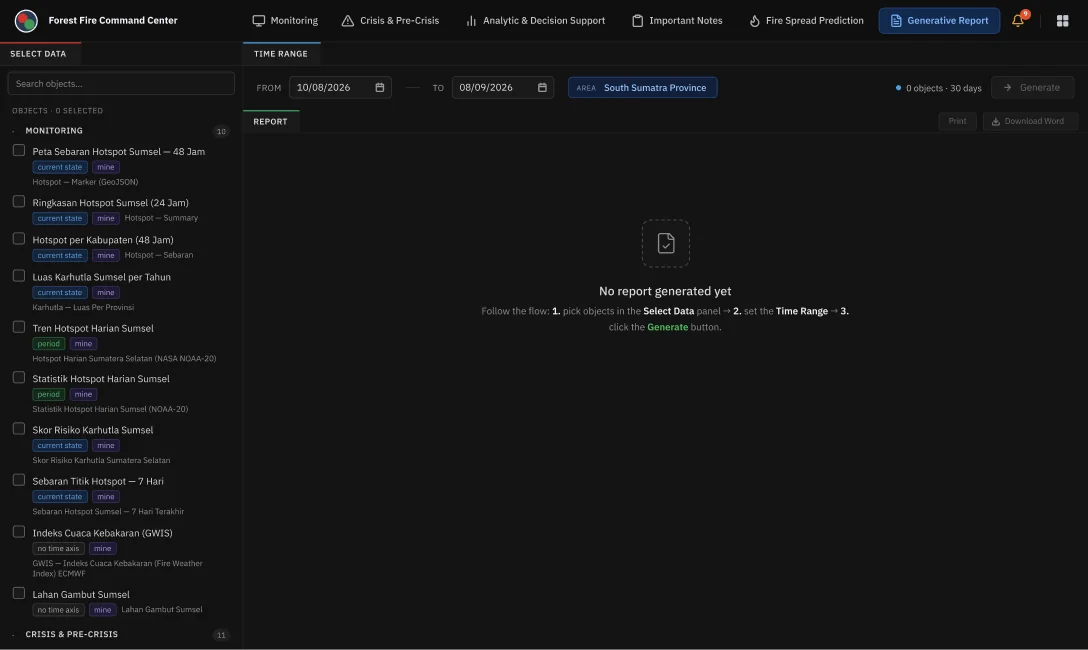 Forest Fire Command Center
Monitoring
Crisis & Pre-Crisis
Analytic & Decision Support
Important Notes
Fire Spread Prediction
Generative Report
9
SELECT DATA
TIME RANGE
Search objects...
FROM 10/08/2026 — TO 08/09/2026
AREA South Sumatra Province
0 objects · 30 days
Generate
OBJECTS · 0 SELECTED
MONITORING 10
Peta Sebaran Hotspot Sumsel — 48 Jam
current state mine
Hotspot — Marker (GeoJSON)
Ringkasan Hotspot Sumsel (24 Jam)
current state mine Hotspot — Summary
Hotspot per Kabupaten (48 Jam)
current state mine Hotspot — Sebaran
Luas Karhutla Sumsel per Tahun
current state mine
Karhutla — Luas Per Provinsi
Tren Hotspot Harian Sumsel
period mine
Hotspot Harian Sumatera Selatan (NASA NOAA-20)
Statistik Hotspot Harian Sumsel
period mine
Statistik Hotspot Harian Sumsel (NOAA-20)
Skor Risiko Karhutla Sumsel
current state mine
Skor Risiko Karhutla Sumatera Selatan
Sebaran Titik Hotspot — 7 Hari
current state mine
Sebaran Hotspot Sumsel — 7 Hari Terakhir
Indeks Cuaca Kebakaran (GWIS)
no time axis mine
GWIS — Indeks Cuaca Kebakaran (Fire Weather
Index) ECMWF
Lahan Gambut Sumsel
no time axis mine Lahan Gambut Sumsel
CRISIS & PRE-CRISIS 11
REPORT
Print
Download Word
No report generated yet
Follow the flow: 1. pick objects in the Select Data panel → 2. set the Time Range → 3.
click the Generate button.